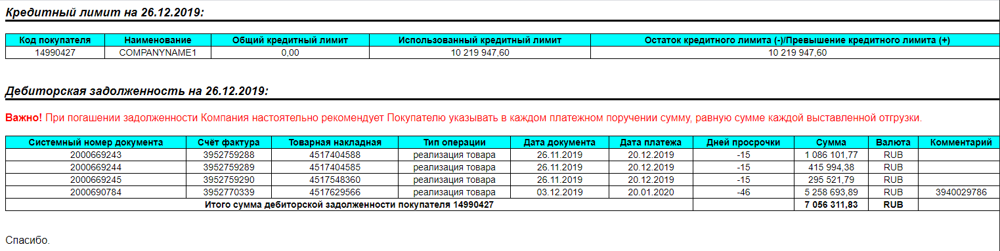 Кредитный лимит на 26.12.2019:
Код покупателя Наименование Общий кредитный лимит Использованный кредитный лимит Остаток кредитного лимита (-)/Превышение кредитного лимита (+)
14990427 COMPANYNAME1 0,00 10 219 947,60 10 219 947,60
Дебиторская задолженность на 26.12.2019:
Важно! При погашении задолженности Компания настоятельно рекомендует Покупателю указывать в каждом платежном поручении сумму, равную сумме каждой выставленной отгрузки.
Системный номер документа Счёт фактура Товарная накладная Тип операции Дата документа Дата платежа Дней просрочки Сумма Валюта Комментарий
2000669243 3952759288 4517404588 реализация товара 26.11.2019 20.12.2019 -15 1 086 101,77 RUB
2000669244 3952759289 4517404585 реализация товара 26.11.2019 20.12.2019 -15 415 994,38 RUB
2000669245 3952759290 4517548360 реализация товара 26.11.2019 20.12.2019 -15 295 521,79 RUB
2000690784 3952770339 4517629566 реализация товара 03.12.2019 20.01.2020 -46 5 258 693,89 RUB 3940029786
Итого сумма дебиторской задолженности покупателя 14990427 7 056 311,83 RUB
Спасибо.